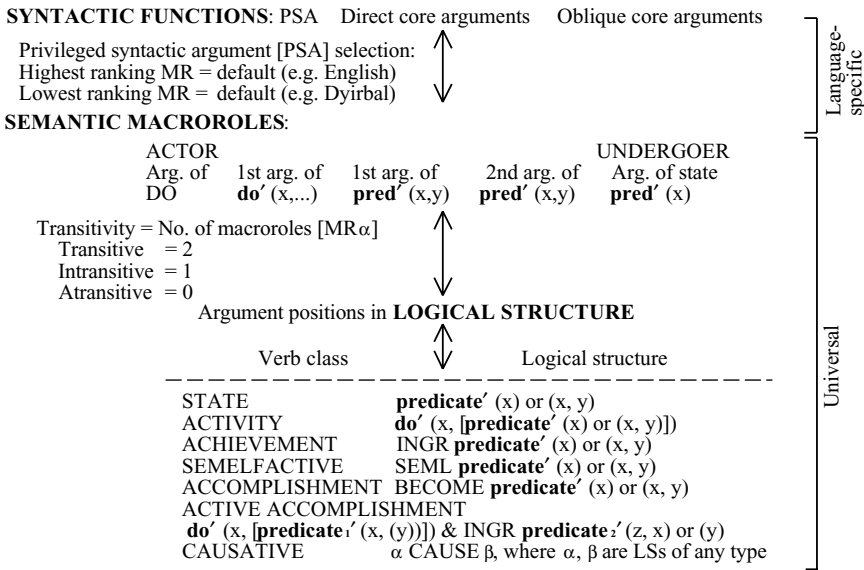 SYNTACTIC FUNCTIONS: PSA Direct core arguments Oblique core arguments
Privileged syntactic argument [PSA] selection:
Highest ranking MR = default (e.g. English)
Lowest ranking MR = default (e.g. Dyirbal)
Language-
specific
SEMANTIC MACROROLES:
ACTOR UNDERGOER
Arg. of 1st arg. of 1st arg. of 2nd arg. of Arg. of state
DO do′ (x,...) pred′ (x,y) pred′ (x,y) pred′ (x)
Transitivity = No. of macroroles [MRα]
Transitive = 2
Intransitive = 1
Atransitive = 0
Argument positions in LOGICAL STRUCTURE
Verb class Logical structure
STATE predicate′ (x) or (x, y)
ACTIVITY do′ (x, [predicate′ (x) or (x, y)])
ACHIEVEMENT INGR predicate′ (x) or (x, y)
SEMELFACTIVE SEML predicate′ (x) or (x, y)
ACCOMPLISHMENT BECOME predicate′ (x) or (x, y)
ACTIVE ACCOMPLISHMENT
do′ (x, [predicate₁′ (x, (y))]) & INGR predicate₂′ (z, x) or (y)
CAUSATIVE α CAUSE β, where α, β are LSs of any type
Universal